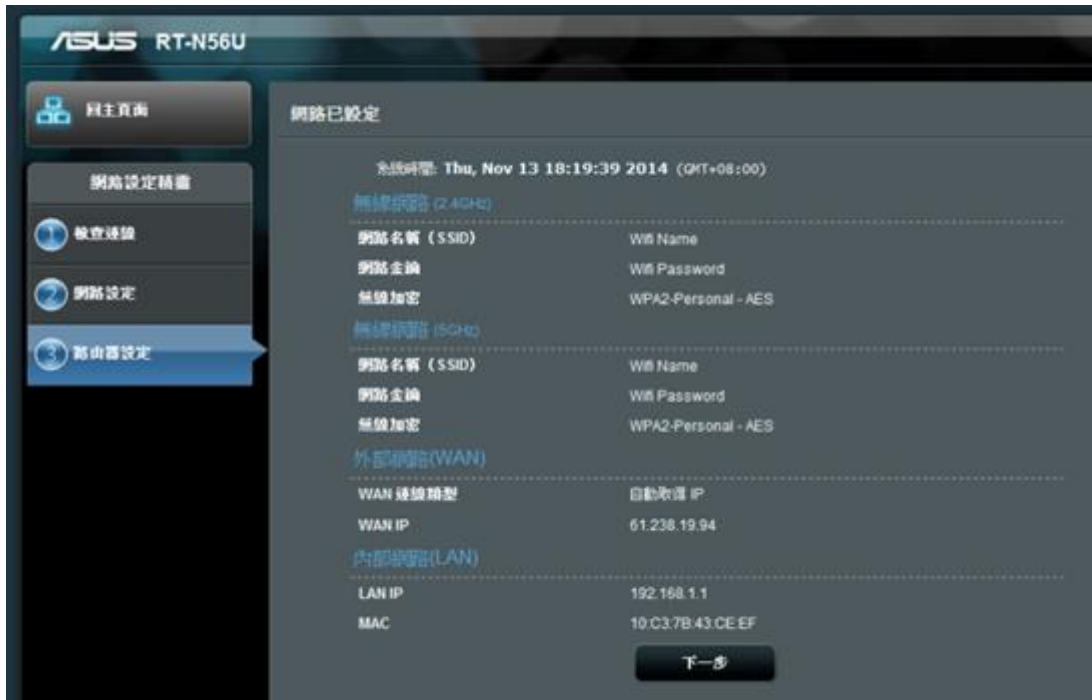 ASUS RT-N56U
回主頁面
網路設定精靈
1 檢查連線
2 網路設定
3 路由器設定
網路已設定
系統時間: Thu, Nov 13 18:19:39 2014 (GMT+08:00)
無線網路 (2.4GHz)
網路名稱（SSID） Wifi Name
網路金鑰 Wifi Password
無線加密 WPA2-Personal - AES
無線網路 (5GHz)
網路名稱（SSID） Wifi Name
網路金鑰 Wifi Password
無線加密 WPA2-Personal - AES
外部網路(WAN)
WAN 連線類型 自動取得 IP
WAN IP 61.238.19.94
內部網路(LAN)
LAN IP 192.168.1.1
MAC 10:C3:7B:43:CE:EF
下一步